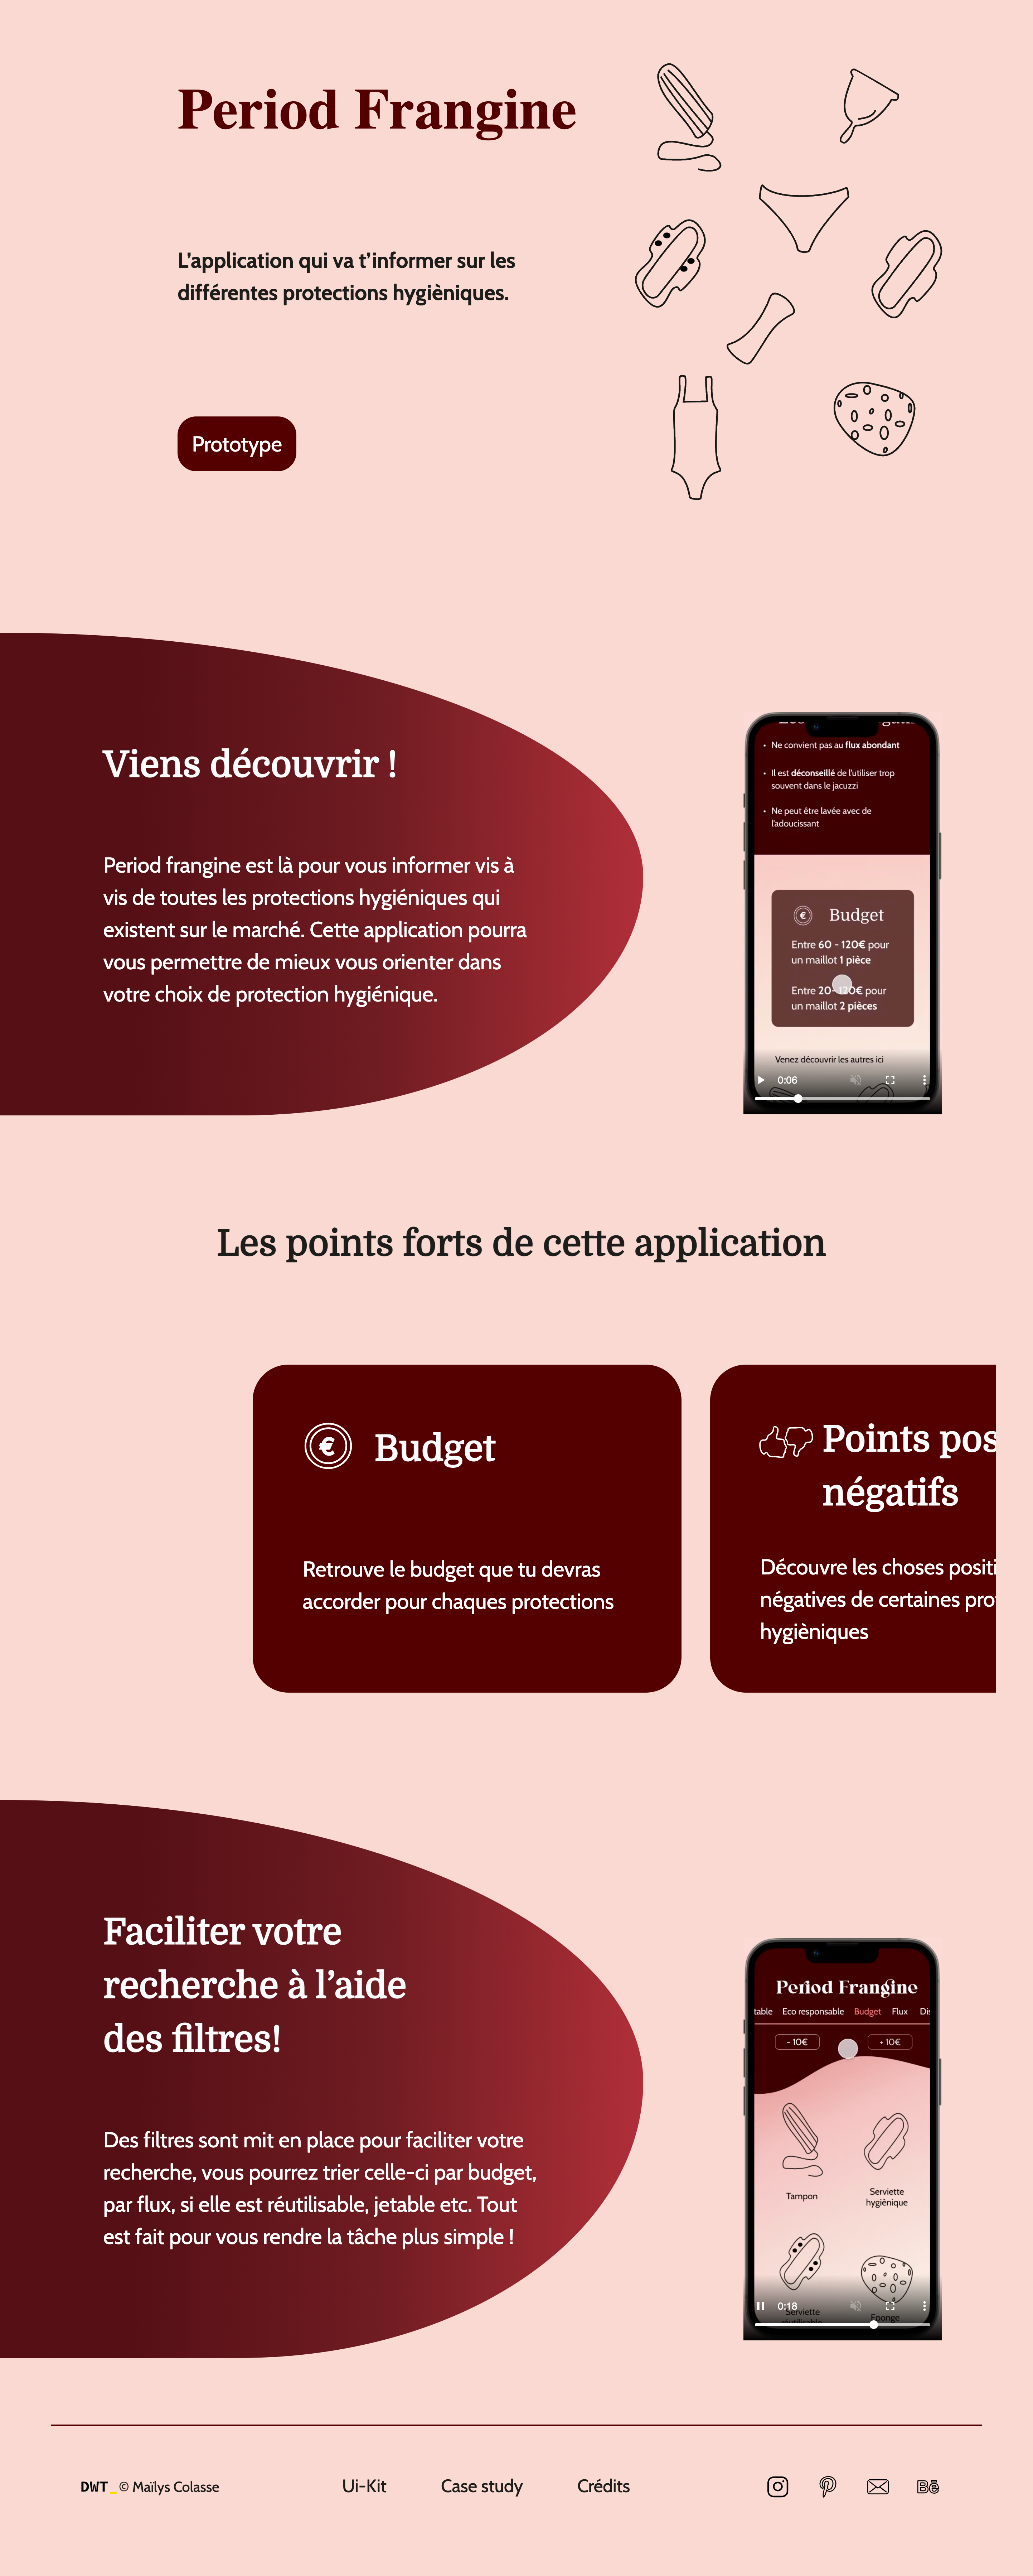 Period Frangine
L'application qui va t'informer sur les
différentes protections hygièniques.
Prototype
Viens découvrir !
Period frangine est là pour vous informer vis à
vis de toutes les protections hygiéniques qui
existent sur le marché. Cette application pourra
vous permettre de mieux vous orienter dans
votre choix de protection hygiénique.
• Ne convient pas au flux abondant
• Il est déconseillé de l'utiliser trop
souvent dans le jacuzzi
• Ne peut être lavée avec de
l'adoucissant
€ Budget
Entre 60 - 120€ pour
un maillot 1 pièce
Entre 20- 120€ pour
un maillot 2 pièces
Venez découvrir les autres ici
0:06
Les points forts de cette application
€ Budget
Retrouve le budget que tu devras
accorder pour chaques protections
Points pos
négatifs
Découvre les choses positi
négatives de certaines pro
hygièniques
Faciliter votre
recherche à l'aide
des filtres!
Des filtres sont mit en place pour faciliter votre
recherche, vous pourrez trier celle-ci par budget,
par flux, si elle est réutilisable, jetable etc. Tout
est fait pour vous rendre la tâche plus simple !
Period Frangine
table Eco responsable Budget Flux Dis
- 10€ + 10€
Tampon
Serviette
hygiènique
0:18
Serviette
Eponge
DWT_© Maïlys Colasse
Ui-Kit
Case study
Crédits
Bē